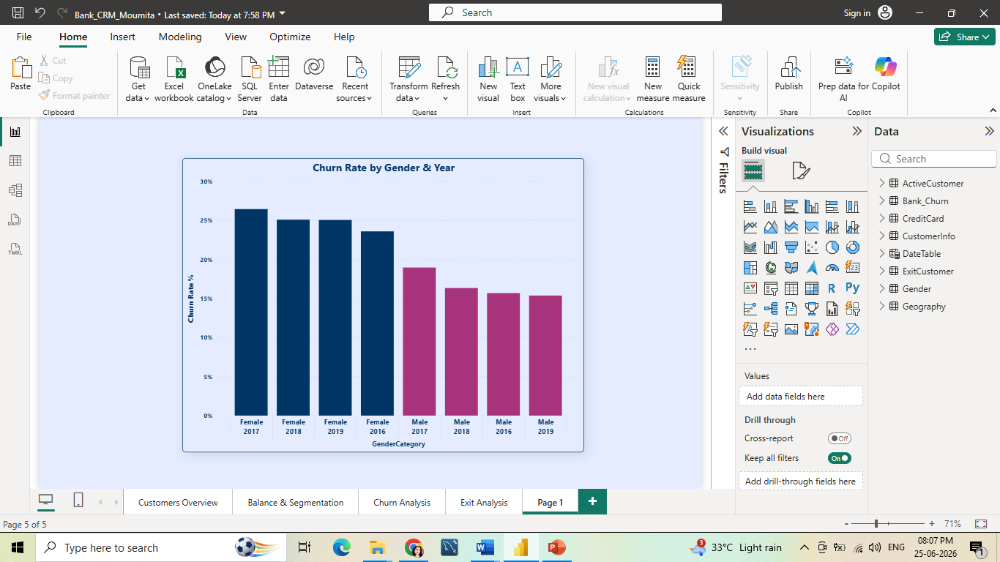 Bank_CRM_Moumita • Last saved: Today at 7:58 PM
Search
Sign in
File Home Insert Modeling View Optimize Help
Share
Paste
Cut
Copy
Format painter
Clipboard
Get data
Excel workbook
OneLake catalog
SQL Server
Enter data
Dataverse
Recent sources
Data
Transform data
Refresh
Queries
New visual
Text box
More visuals
Insert
New visual calculation
New measure
Quick measure
Calculations
Sensitivity
Sensitivity
Publish
Share
Prep data for AI
Copilot
Copilot
DAX
TMDL
Churn Rate by Gender & Year
Churn Rate %
30%
25%
20%
15%
10%
5%
0%
Female Female Female Female Male Male Male Male
2017 2018 2019 2016 2017 2018 2016 2019
GenderCategory
Filters
Visualizations
Build visual
123
R
Py
...
Values
Add data fields here
Drill through
Cross-report
Off
Keep all filters
On
Add drill-through fields here
Data
Search
ActiveCustomer
Bank_Churn
CreditCard
CustomerInfo
DateTable
ExitCustomer
Gender
Geography
Customers Overview Balance & Segmentation Churn Analysis Exit Analysis Page 1 +
Page 5 of 5
- + 71%
Type here to search
3
33°C Light rain
ENG
08:07 PM
25-06-2026
1